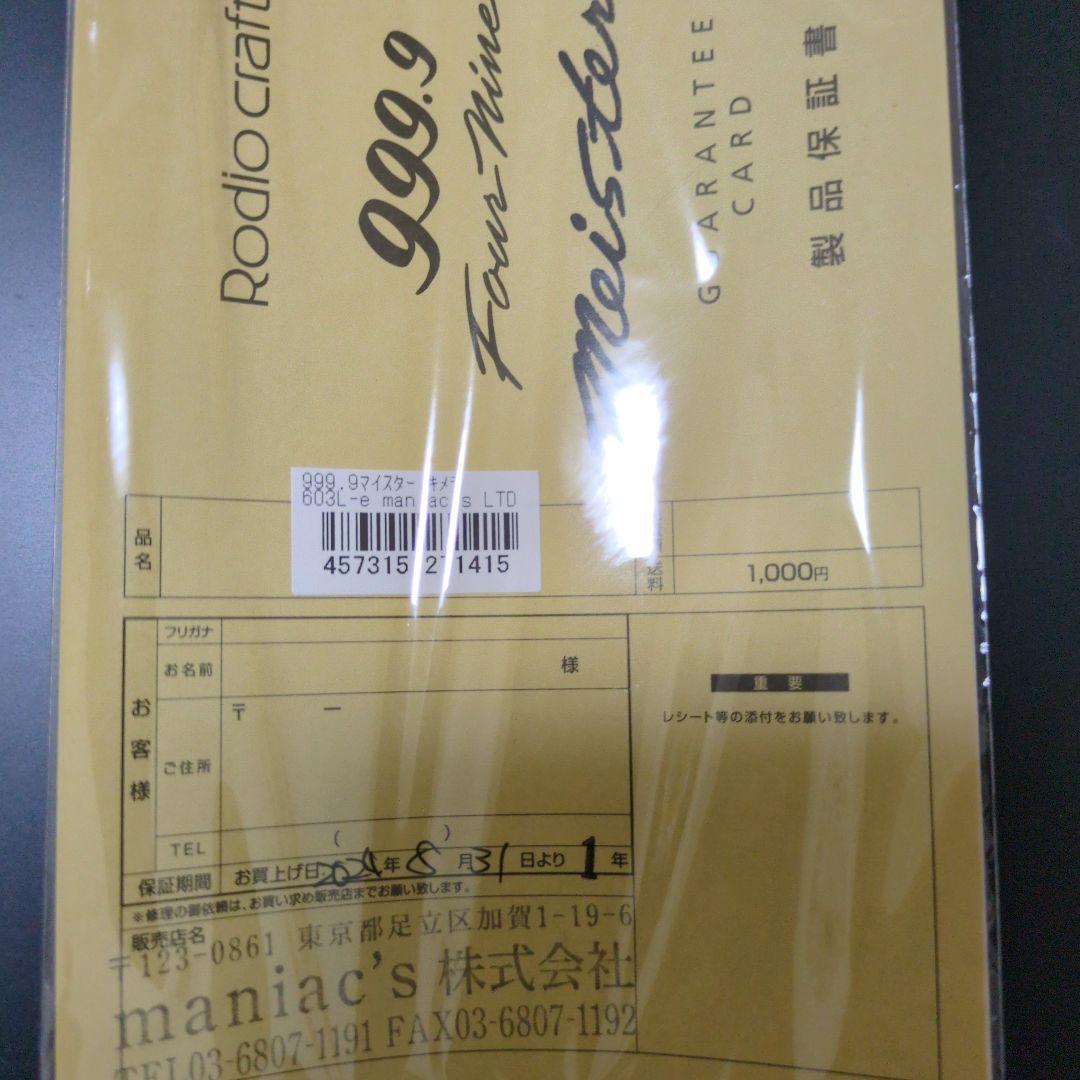 Rodio craft
999.9
Four Nine
meister
GUARANTEE
CARD
製品保証書
999.9マイスター キメラ
603L-e maniac's LTD
品名
送料
1,000円
お客様
フリガナ
お名前
様
〒 ー
ご住所
TEL
( )
重要
レシート等の添付をお願い致します。
保証期間
お買上げ日 2024年8月31日より1年
※修理の御依頼は、お買い求め販売店までお願い致します。
販売店名
〒123-0861 東京都足立区加賀1-19-6
maniac's 株式会社
TEL03-6807-1191 FAX03-6807-1192